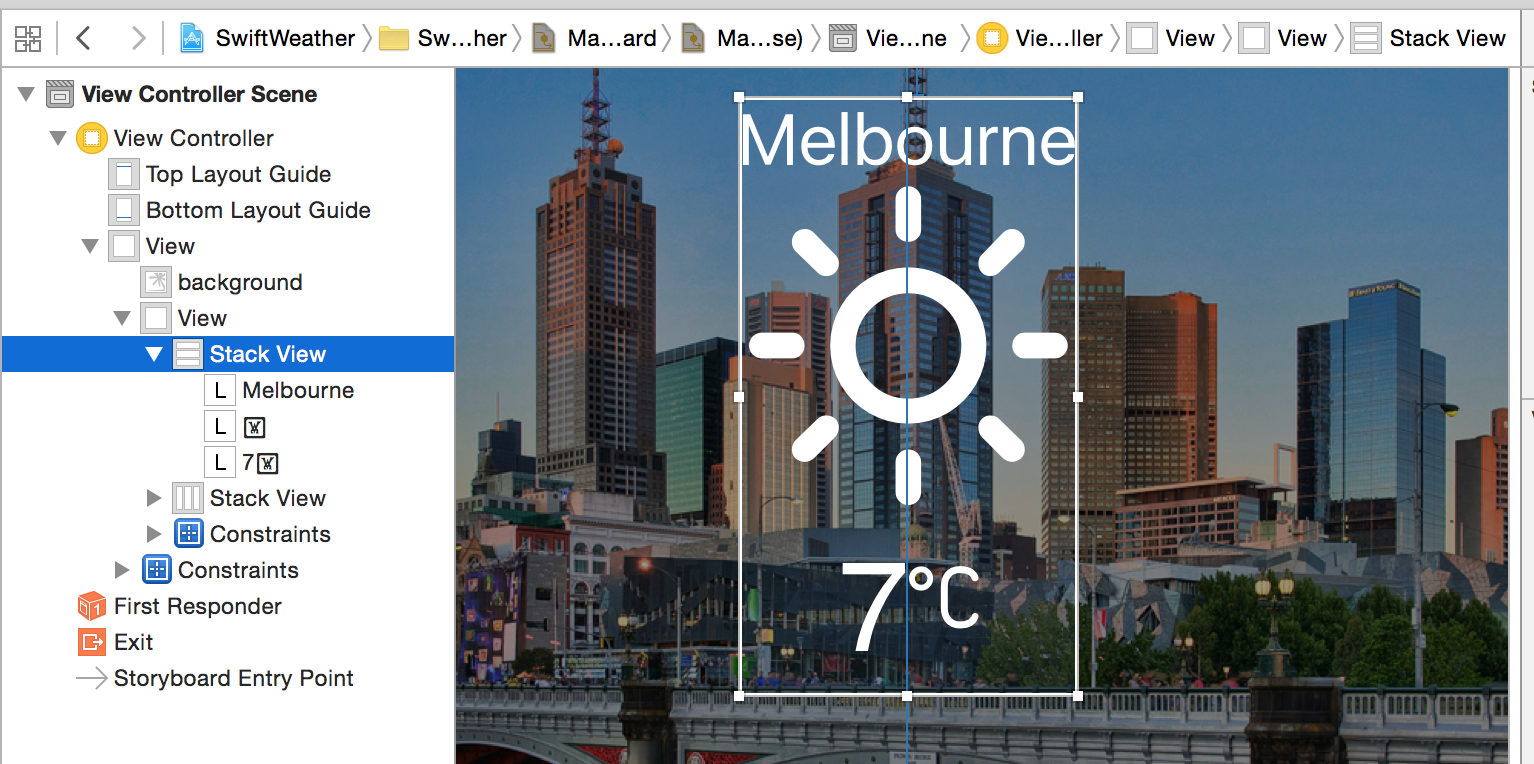 SwiftWeather
Sw...her
Ma...ard
Ma...se)
Vie...ne
Vie...ller
View
View
Stack View
View Controller Scene
View Controller
Top Layout Guide
Bottom Layout Guide
View
background
View
Stack View
L Melbourne
L
L 7
Stack View
Constraints
Constraints
First Responder
Exit
Storyboard Entry Point
Melbourne
7°C